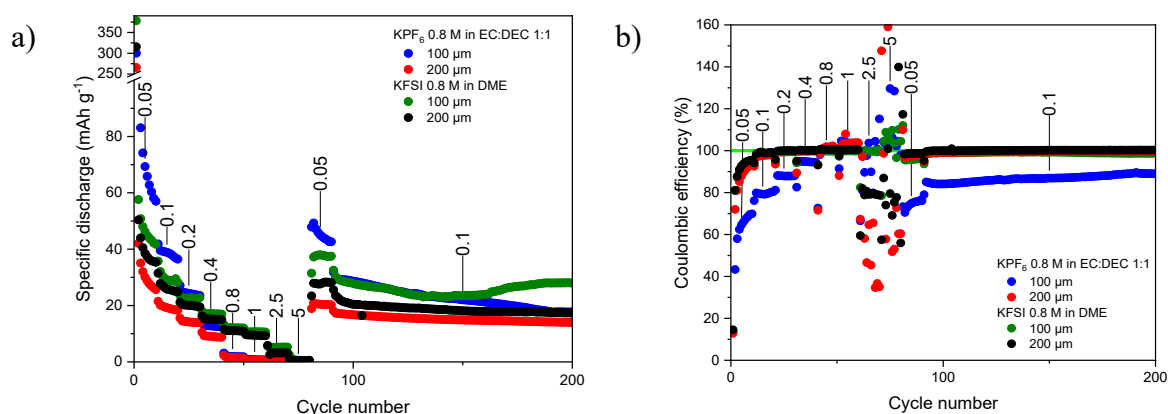 a)
Specific discharge (mAh g⁻¹)
350
300
250
80
60
40
20
0
0.05
0.1
0.2
0.4
0.8
1
2.5
5
0.05
0.1
KPF₆ 0.8 M in EC:DEC 1:1
100 µm
200 µm
KFSI 0.8 M in DME
100 µm
200 µm
0
100
200
Cycle number
b)
Coulombic efficiency (%)
160
140
120
100
80
60
40
20
0
0.05
0.1
0.2
0.4
0.8
1
2.5
5
0.05
0.1
KPF₆ 0.8 M in EC:DEC 1:1
100 µm
200 µm
KFSI 0.8 M in DME
100 µm
200 µm
0
50
100
150
200
Cycle number